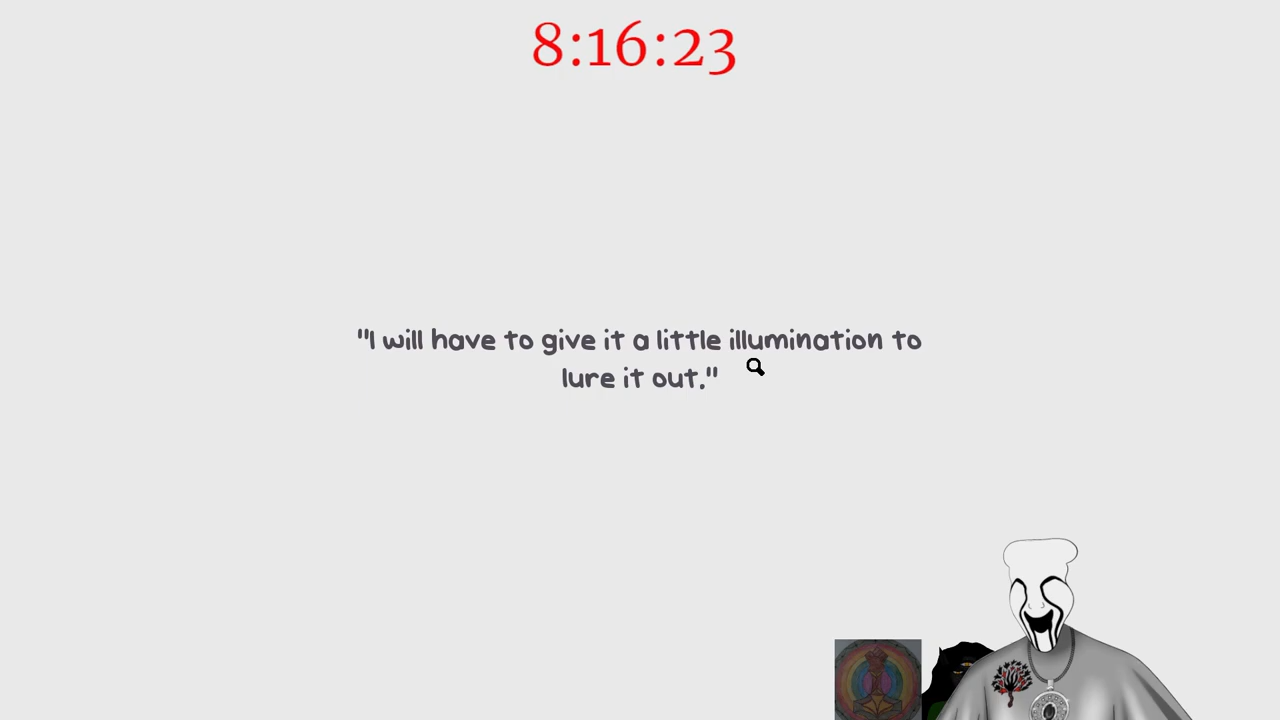 8:16:23
"I will have to give it a little illumination to
lure it out."